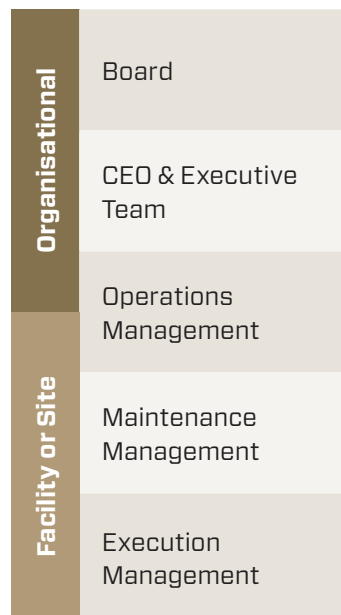 Organisational
Board
CEO & Executive
Team
Operations
Management
Facility or Site
Maintenance
Management
Execution
Management